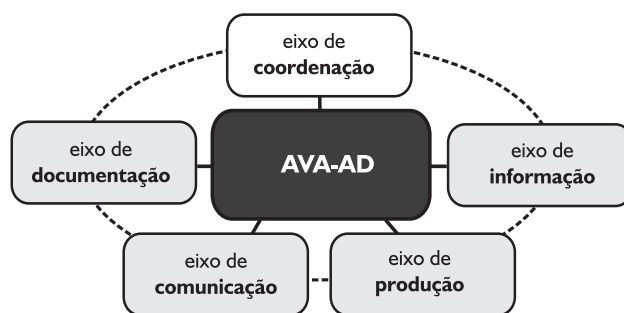 eixo de
coordenação
eixo de
documentação
AVA-AD
eixo de
informação
eixo de
comunicação
eixo de
produção